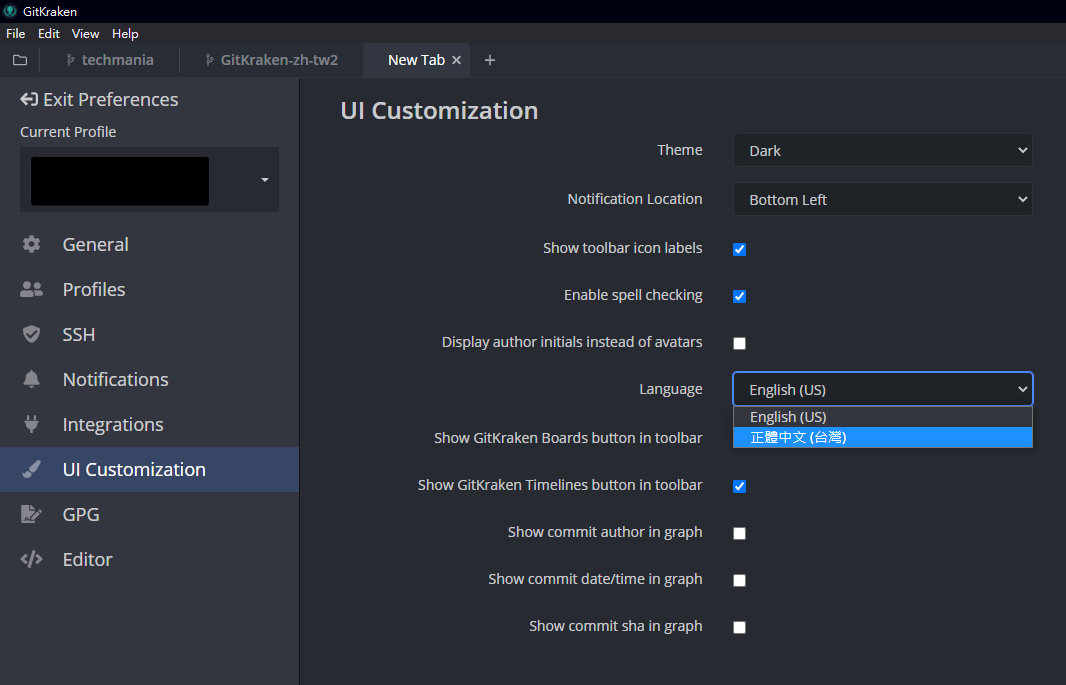 GitKraken
File Edit View Help
techmania GitKraken-zh-tw2 New Tab
Exit Preferences
Current Profile
General
Profiles
SSH
Notifications
Integrations
UI Customization
GPG
Editor
UI Customization
Theme Dark
Notification Location Bottom Left
Show toolbar icon labels
Enable spell checking
Display author initials instead of avatars
Language English (US)
English (US)
正體中文 (台灣)
Show GitKraken Boards button in toolbar
Show GitKraken Timelines button in toolbar
Show commit author in graph
Show commit date/time in graph
Show commit sha in graph